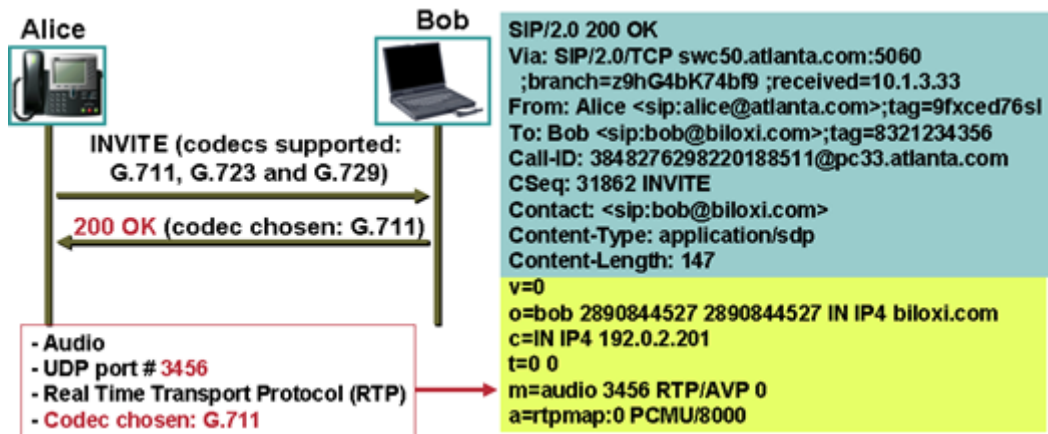 Alice
Bob
INVITE (codecs supported:
G.711, G.723 and G.729)
200 OK (codec chosen: G.711)
- Audio
- UDP port # 3456
- Real Time Transport Protocol (RTP)
- Codec chosen: G.711
SIP/2.0 200 OK
Via: SIP/2.0/TCP swc50.atlanta.com:5060
;branch=z9hG4bK74bf9 ;received=10.1.3.33
From: Alice <sip:alice@atlanta.com>;tag=9fxced76sl
To: Bob <sip:bob@biloxi.com>;tag=8321234356
Call-ID: 3848276298220188511@pc33.atlanta.com
CSeq: 31862 INVITE
Contact: <sip:bob@biloxi.com>
Content-Type: application/sdp
Content-Length: 147
v=0
o=bob 2890844527 2890844527 IN IP4 biloxi.com
c=IN IP4 192.0.2.201
t=0 0
m=audio 3456 RTP/AVP 0
a=rtpmap:0 PCMU/8000